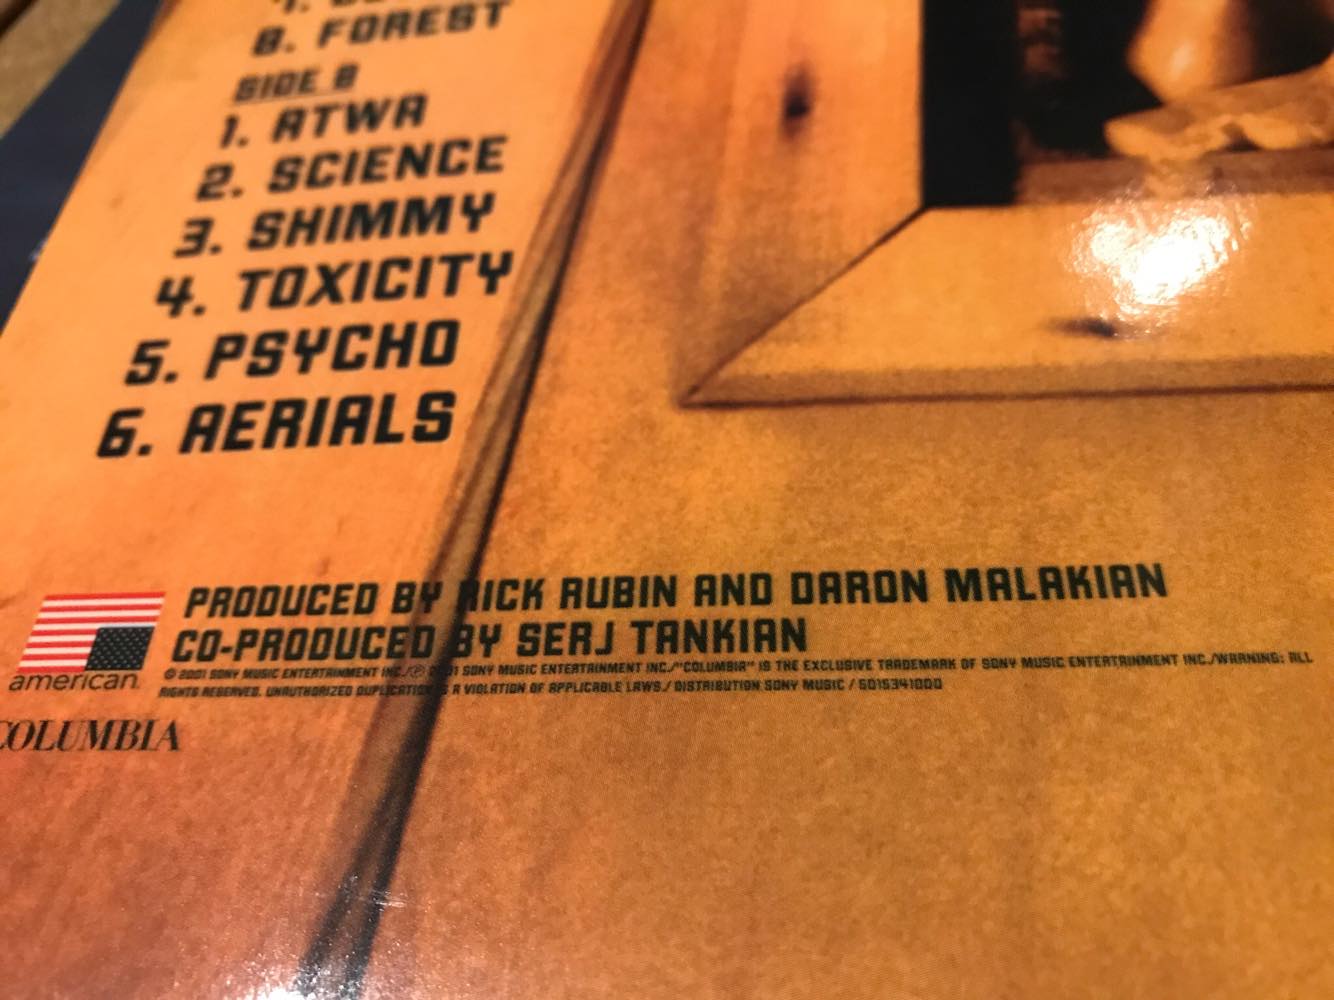 8. FOREST
SIDE B
1. ATWA
2. SCIENCE
3. SHIMMY
4. TOXICITY
5. PSYCHO
6. AERIALS
PRODUCED BY RICK RUBIN AND DARON MALAKIAN
CO-PRODUCED BY SERJ TANKIAN
© 2001 SONY MUSIC ENTERTAINMENT INC./℗ 2001 SONY MUSIC ENTERTAINMENT INC./"COLUMBIA" IS THE EXCLUSIVE TRADEMARK OF SONY MUSIC ENTERTAINMENT INC./WARNING: ALL
RIGHTS RESERVED. UNAUTHORIZED DUPLICATION IS A VIOLATION OF APPLICABLE LAWS./ DISTRIBUTION SONY MUSIC / 5015341000
american
COLUMBIA